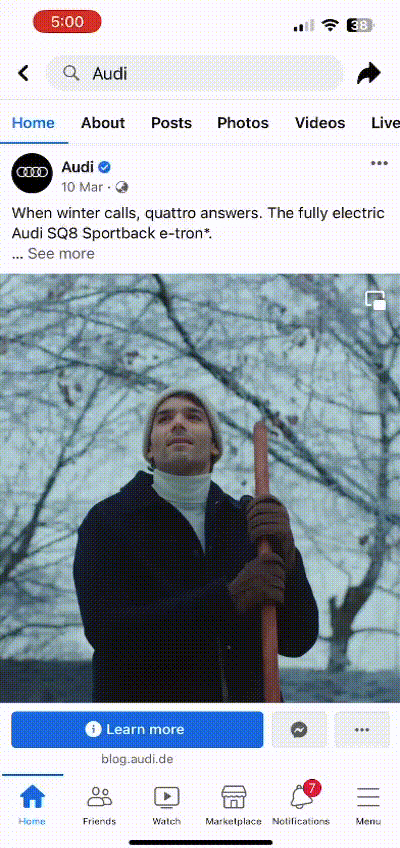 5:00
38
Audi
Home About Posts Photos Videos Live
Audi
10 Mar ·
When winter calls, quattro answers. The fully electric
Audi SQ8 Sportback e-tron*.
... See more
Learn more
blog.audi.de
7
Home Friends Watch Marketplace Notifications Menu